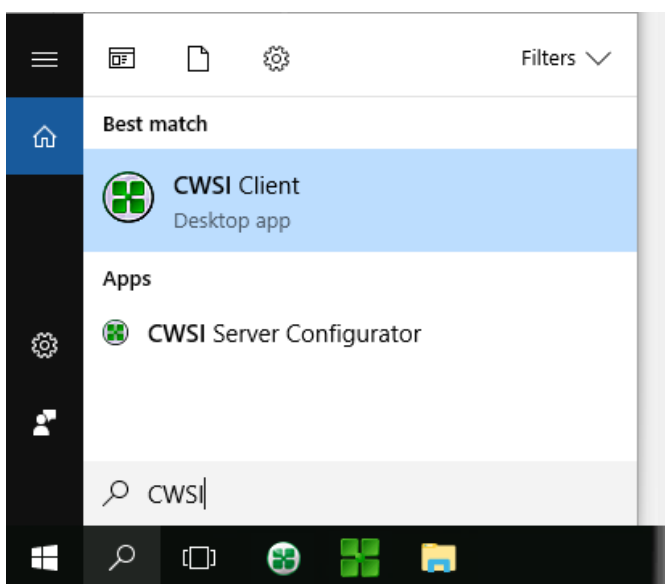 Filters
Best match
CWSI Client
Desktop app
Apps
CWSI Server Configurator
CWSI